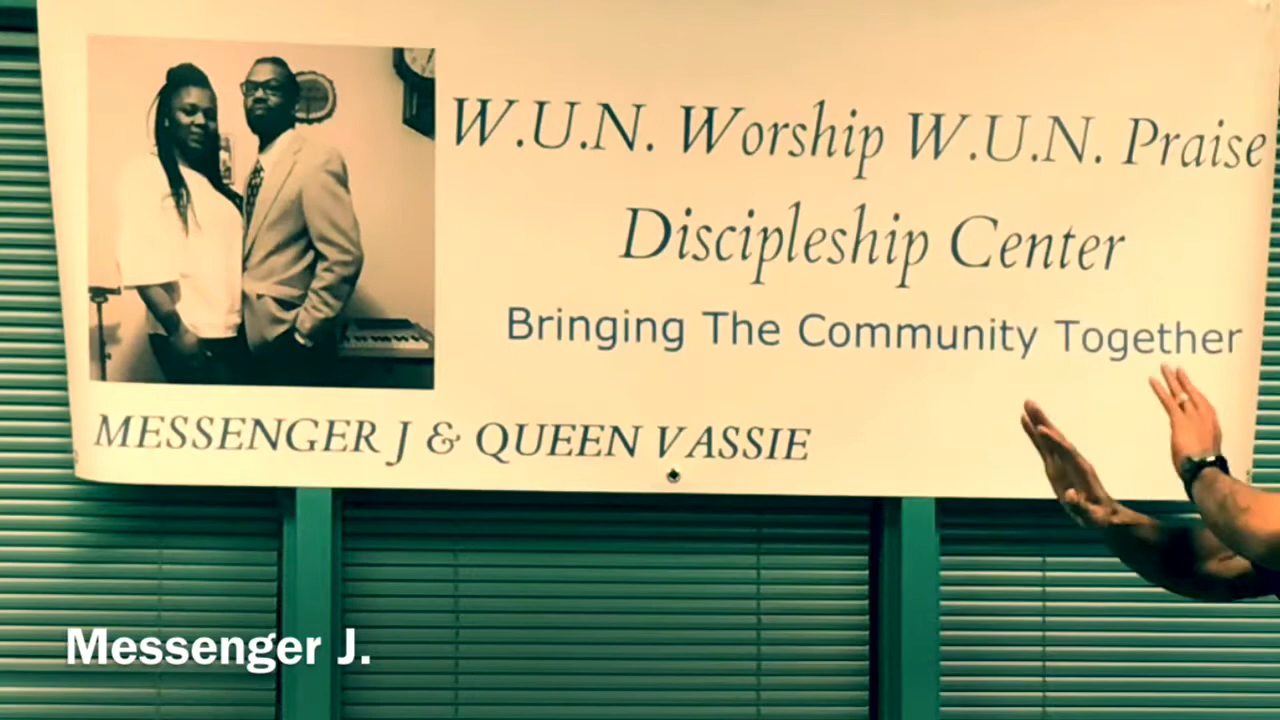 W.U.N. Worship W.U.N. Praise
Discipleship Center
Bringing The Community Together
MESSENGER J & QUEEN VASSIE
Messenger J.